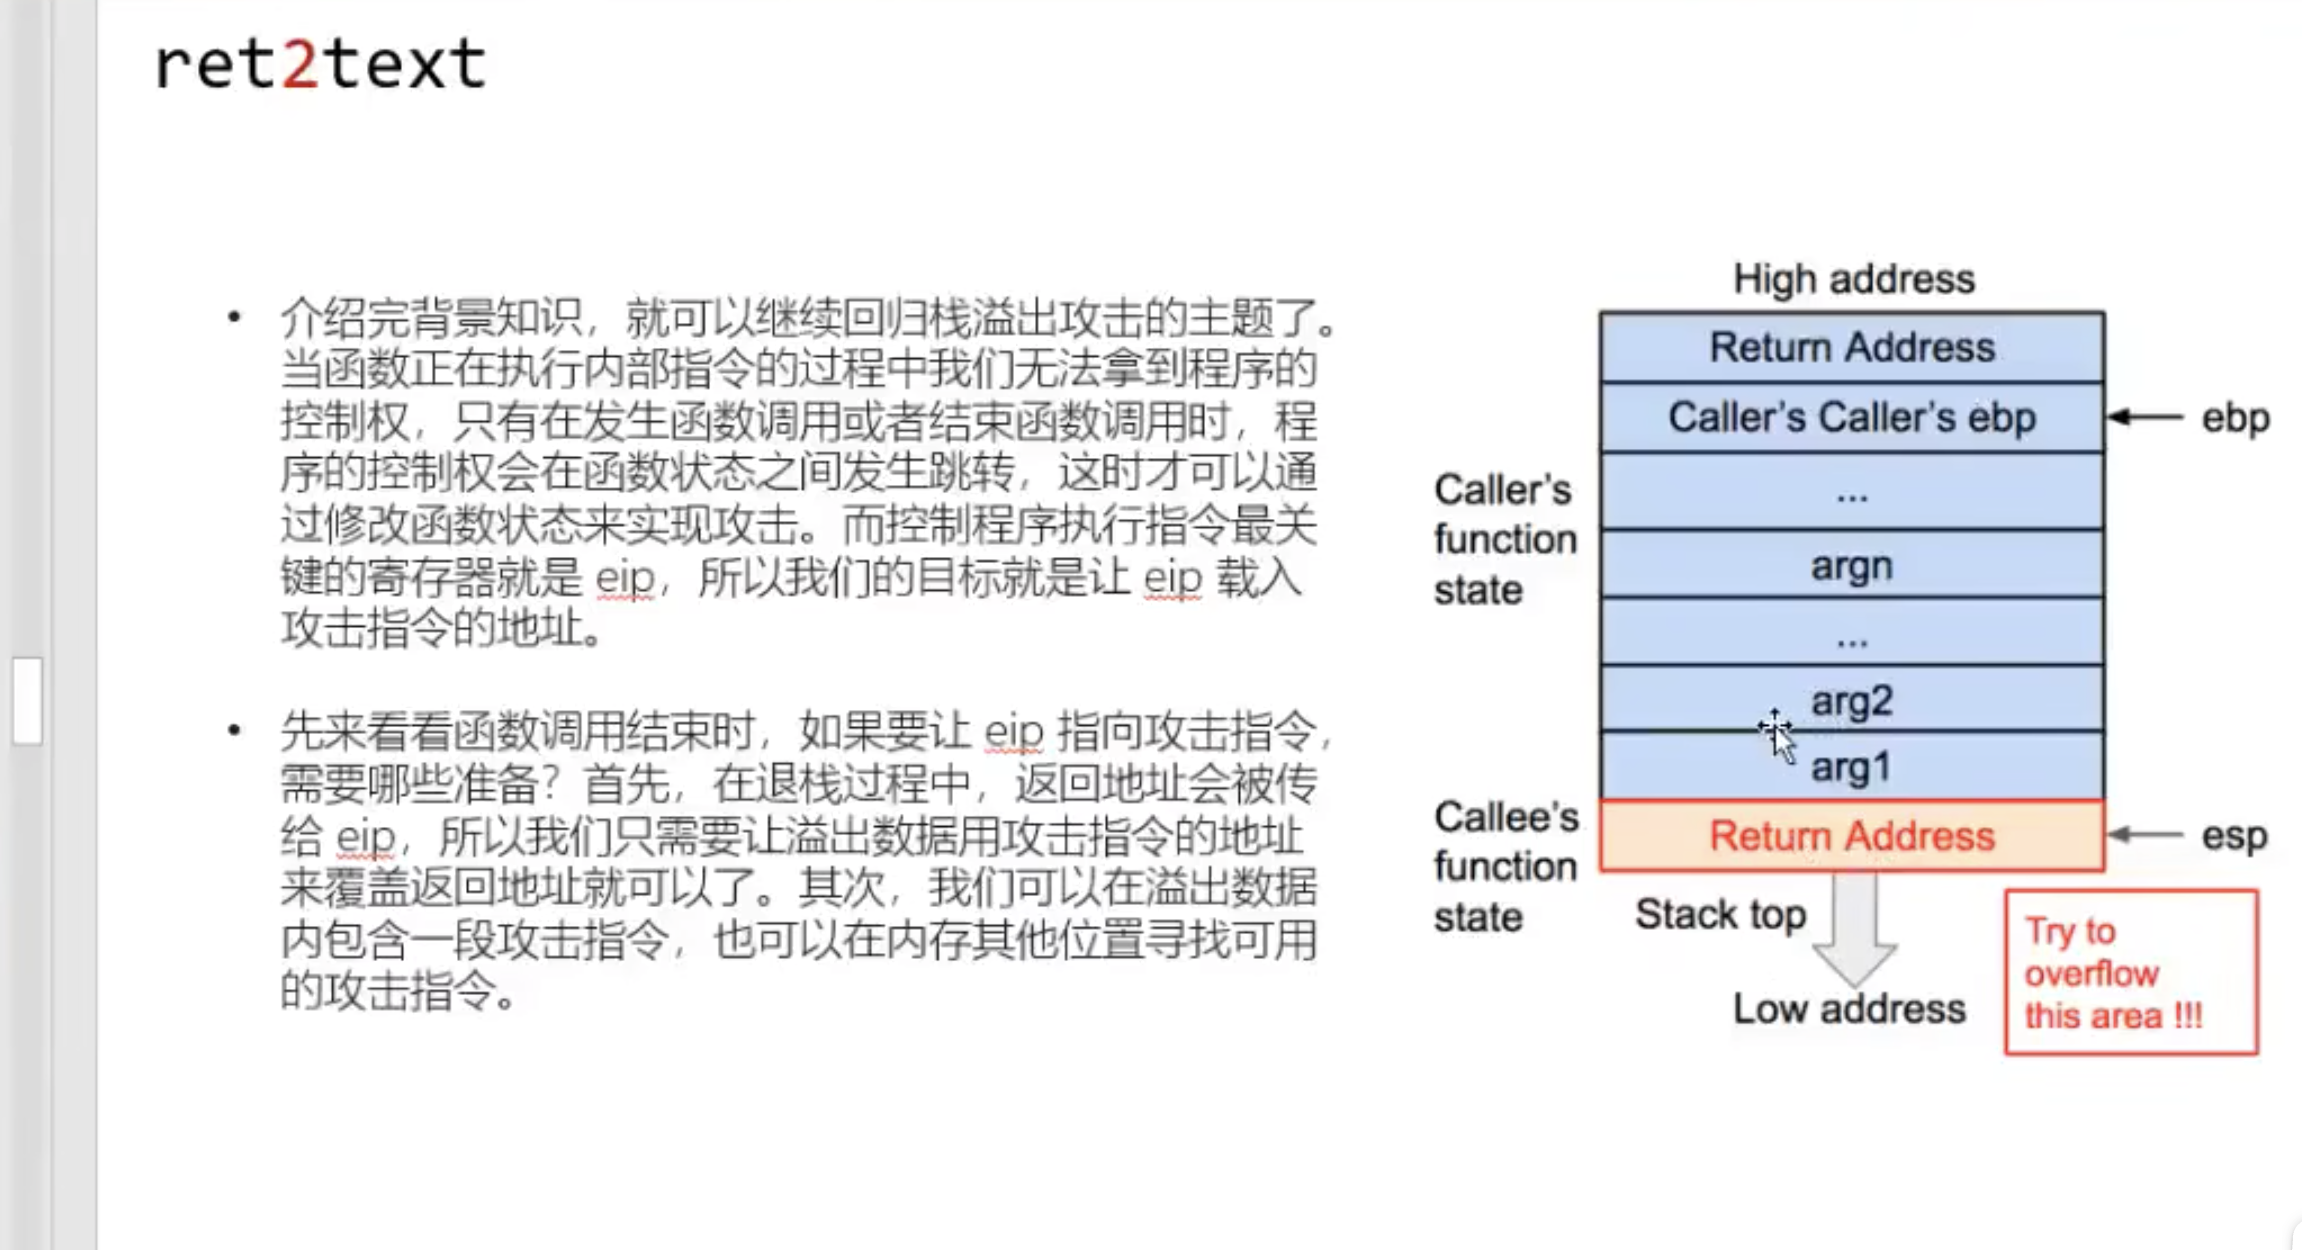 ret2text
• 介绍完背景知识，就可以继续回归栈溢出攻击的主题了。
当函数正在执行内部指令的过程中我们无法拿到程序的
控制权，只有在发生函数调用或者结束函数调用时，程
序的控制权会在函数状态之间发生跳转，这时才可以通
过修改函数状态来实现攻击。而控制程序执行指令最关
键的寄存器就是 eip，所以我们的目标就是让 eip 载入
攻击指令的地址。
• 先来看看函数调用结束时，如果要让 eip 指向攻击指令，
需要哪些准备？首先，在退栈过程中，返回地址会被传
给 eip，所以我们只需要让溢出数据用攻击指令的地址
来覆盖返回地址就可以了。其次，我们可以在溢出数据
内包含一段攻击指令，也可以在内存其他位置寻找可用
的攻击指令。
High address
Return Address
Caller's Caller's ebp
ebp
...
Caller's
function
state
argn
...
arg2
arg1
Callee's
function
state
Return Address
esp
Stack top
Low address
Try to
overflow
this area !!!